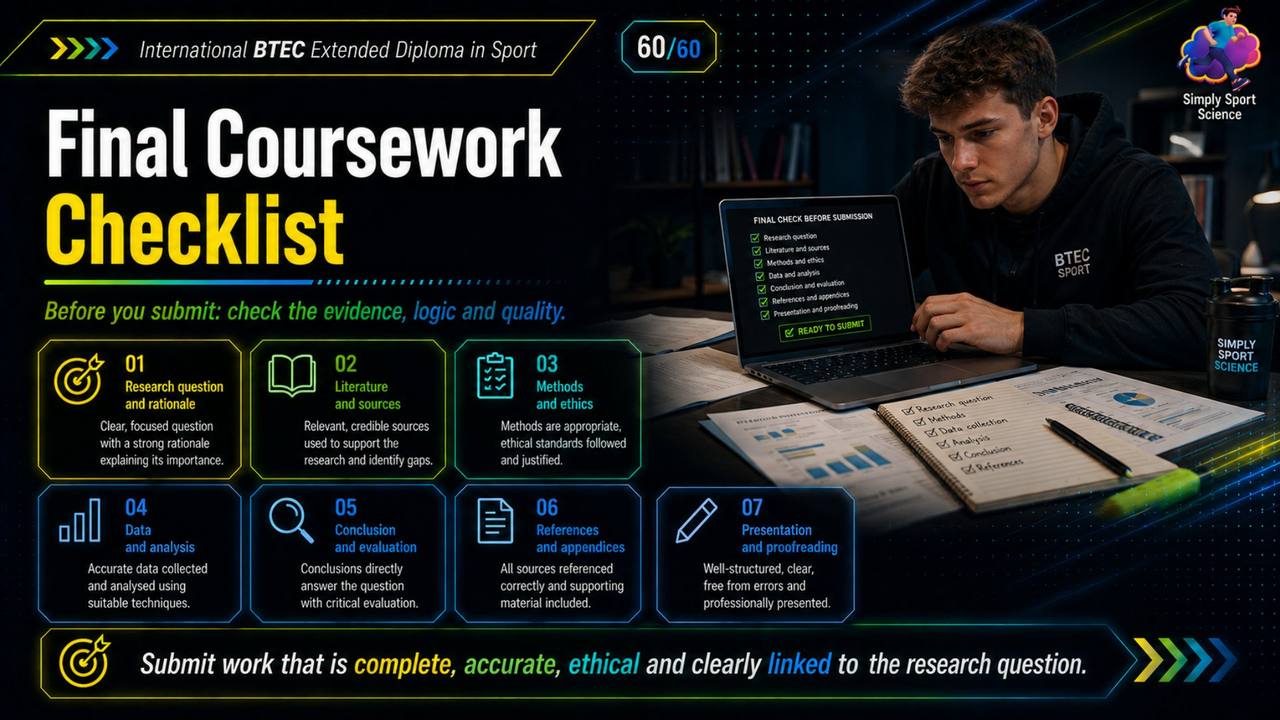 International BTEC Extended Diploma in Sport
60/60
Simply Sport
Science
Final Coursework
Checklist
Before you submit: check the evidence, logic and quality.
01
Research question
and rationale
Clear, focused question
with a strong rationale
explaining its importance.
02
Literature
and sources
Relevant, credible sources
used to support the
research and identify gaps.
03
Methods
and ethics
Methods are appropriate,
ethical standards followed
and justified.
04
Data
and analysis
Accurate data collected
and analysed using
suitable techniques.
05
Conclusion
and evaluation
Conclusions directly
answer the question
with critical evaluation.
06
References
and appendices
All sources referenced
correctly and supporting
material included.
07
Presentation
and proofreading
Well-structured, clear,
free from errors and
professionally presented.
FINAL CHECK BEFORE SUBMISSION
Research question
Literature and sources
Methods and ethics
Data and analysis
Conclusion and evaluation
References and appendices
Presentation and proofreading
READY TO SUBMIT
BTEC
SPORT
SIMPLY
SPORT
SCIENCE
Research question
Methods
Data collection
Analysis
Conclusion
References
Submit work that is complete, accurate, ethical and clearly linked to the research question.